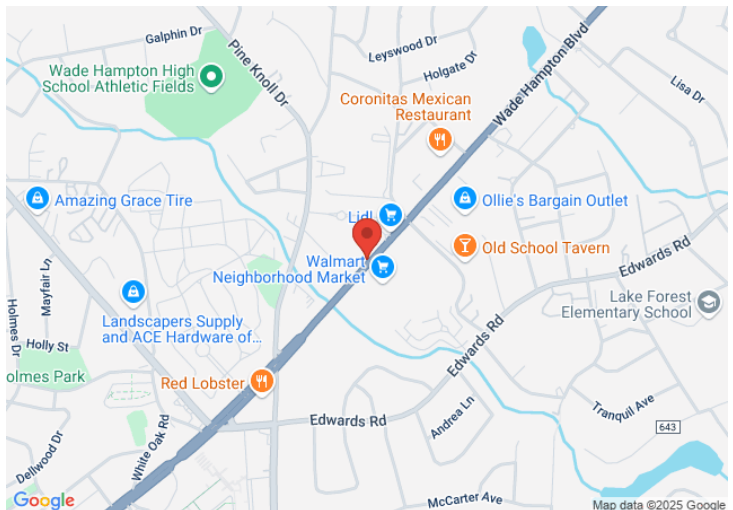 Galphin Dr
Pine Knoll Dr
Leyswood Dr
Holgate Dr
Wade Hampton Blvd
Lisa Dr
Wade Hampton High
School Athletic Fields
Coronitas Mexican
Restaurant
Amazing Grace Tire
Lidl
Ollie's Bargain Outlet
Old School Tavern
Walmart
Neighborhood Market
Edwards Rd
Mayfair Ln
Holmes Dr
Landscapers Supply
and ACE Hardware of...
Lake Forest
Elementary School
Holly St
olmes Park
Red Lobster
Edwards Rd
Edwards Rd
Andrea Ln
Tranquil Ave
643
White Oak Rd
Dellwood Dr
McCarter Ave
Google
Map data ©2025 Google